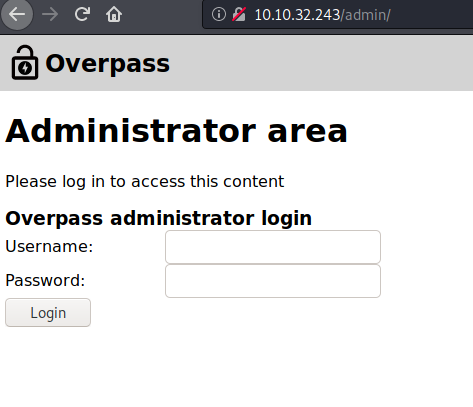 10.10.32.243/admin/
Overpass
Administrator area
Please log in to access this content
Overpass administrator login
Username:
Password:
Login